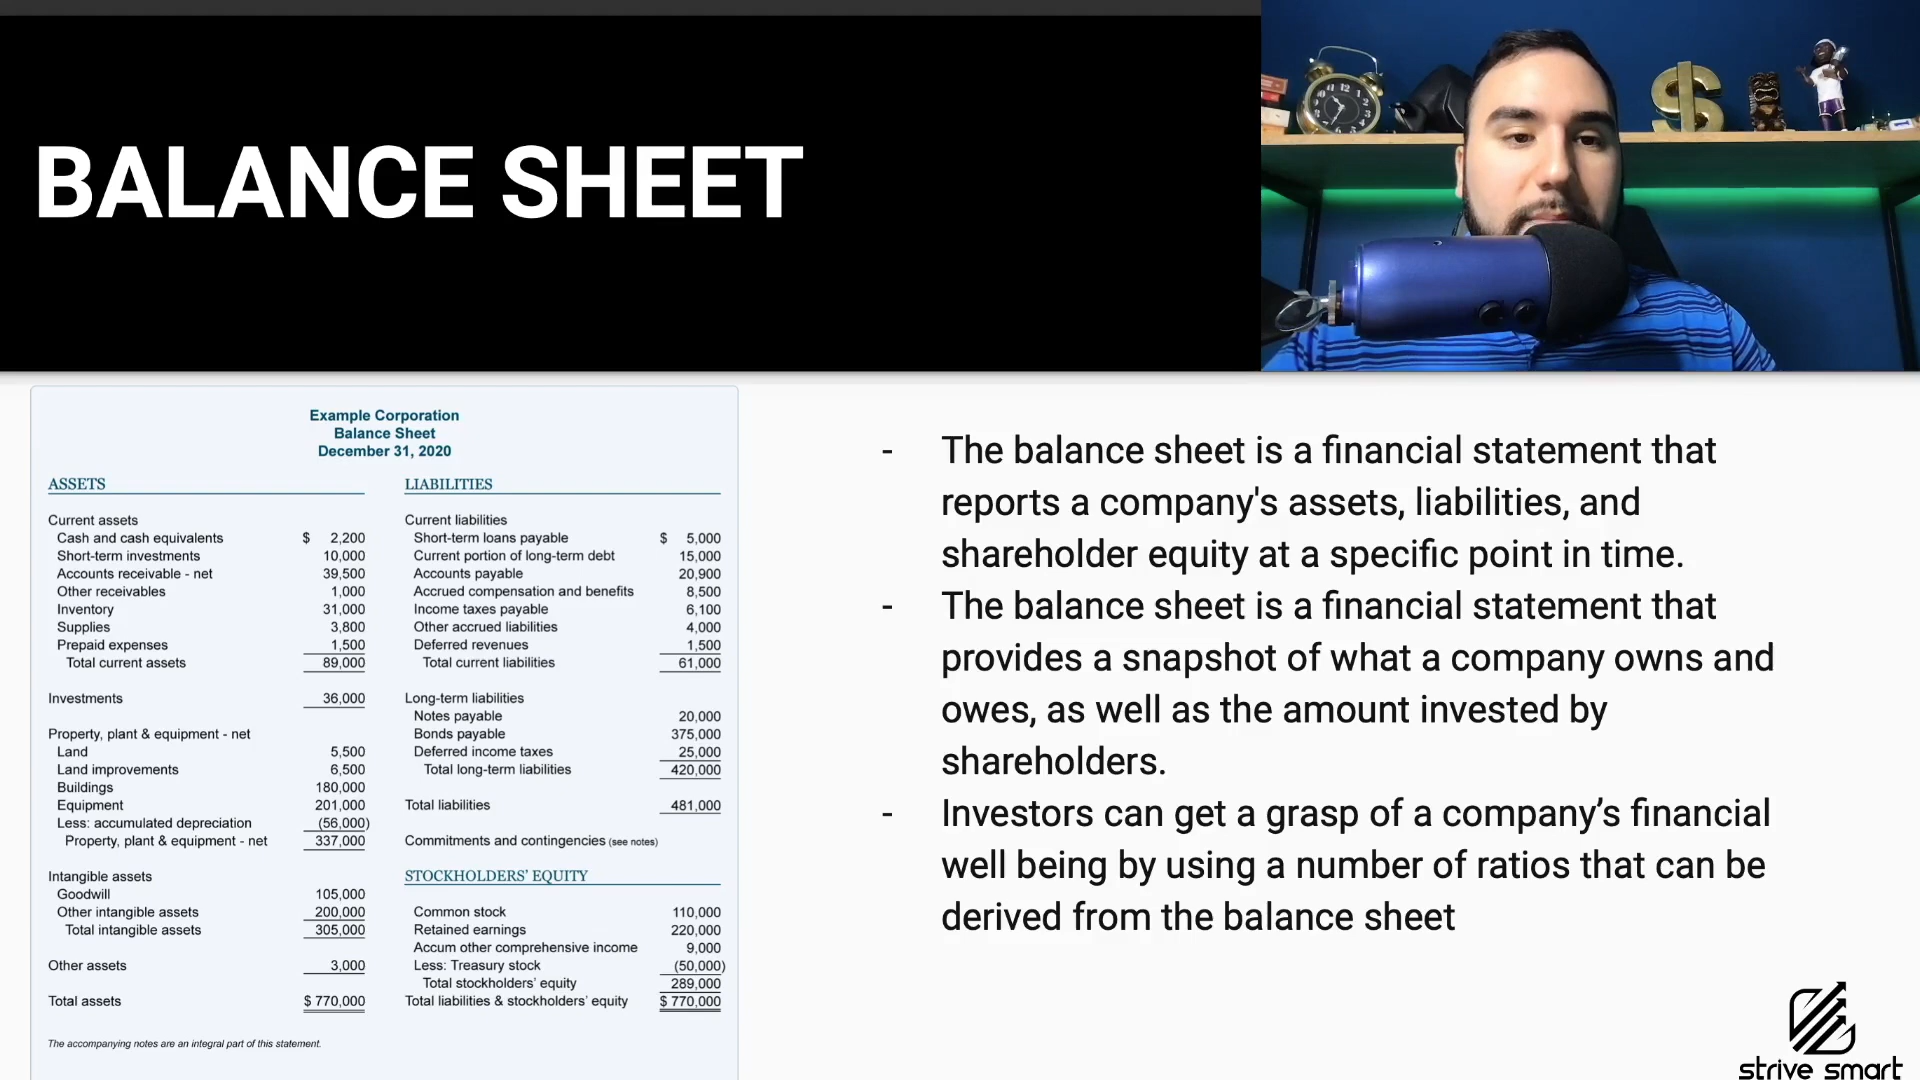 BALANCE SHEET
Example Corporation
Balance Sheet
December 31, 2020
ASSETS
Current assets
Cash and cash equivalents $ 2,200
Short-term investments 10,000
Accounts receivable - net 39,500
Other receivables 1,000
Inventory 31,000
Supplies 3,800
Prepaid expenses 1,500
Total current assets 89,000
Investments 36,000
Property, plant & equipment - net
Land 5,500
Land improvements 6,500
Buildings 180,000
Equipment 201,000
Less: accumulated depreciation (56,000)
Property, plant & equipment - net 337,000
Intangible assets
Goodwill 105,000
Other intangible assets 200,000
Total intangible assets 305,000
Other assets 3,000
Total assets $ 770,000
LIABILITIES
Current liabilities
Short-term loans payable $ 5,000
Current portion of long-term debt 15,000
Accounts payable 20,900
Accrued compensation and benefits 8,500
Income taxes payable 6,100
Other accrued liabilities 4,000
Deferred revenues 1,500
Total current liabilities 61,000
Long-term liabilities
Notes payable 20,000
Bonds payable 375,000
Deferred income taxes 25,000
Total long-term liabilities 420,000
Total liabilities 481,000
Commitments and contingencies (see notes)
STOCKHOLDERS' EQUITY
Common stock 110,000
Retained earnings 220,000
Accum other comprehensive income 9,000
Less: Treasury stock (50,000)
Total stockholders' equity 289,000
Total liabilities & stockholders' equity $ 770,000
The accompanying notes are an integral part of this statement.
- The balance sheet is a financial statement that
reports a company's assets, liabilities, and
shareholder equity at a specific point in time.
- The balance sheet is a financial statement that
provides a snapshot of what a company owns and
owes, as well as the amount invested by
shareholders.
- Investors can get a grasp of a company’s financial
well being by using a number of ratios that can be
derived from the balance sheet
strive smart